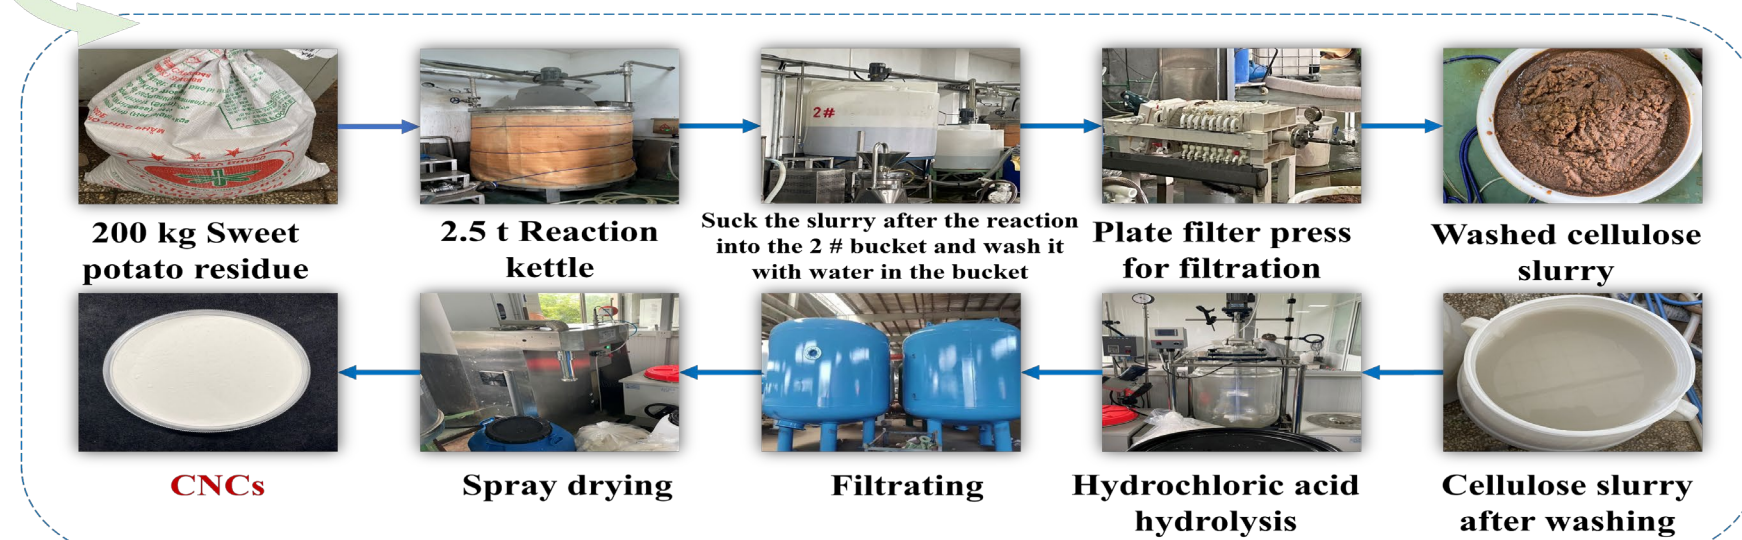 2#
200 kg Sweet
potato residue
2.5 t Reaction
kettle
Suck the slurry after the reaction
into the 2 # bucket and wash it
with water in the bucket
Plate filter press
for filtration
Washed cellulose
slurry
CNCs
Spray drying
Filtrating
Hydrochloric acid
hydrolysis
Cellulose slurry
after washing